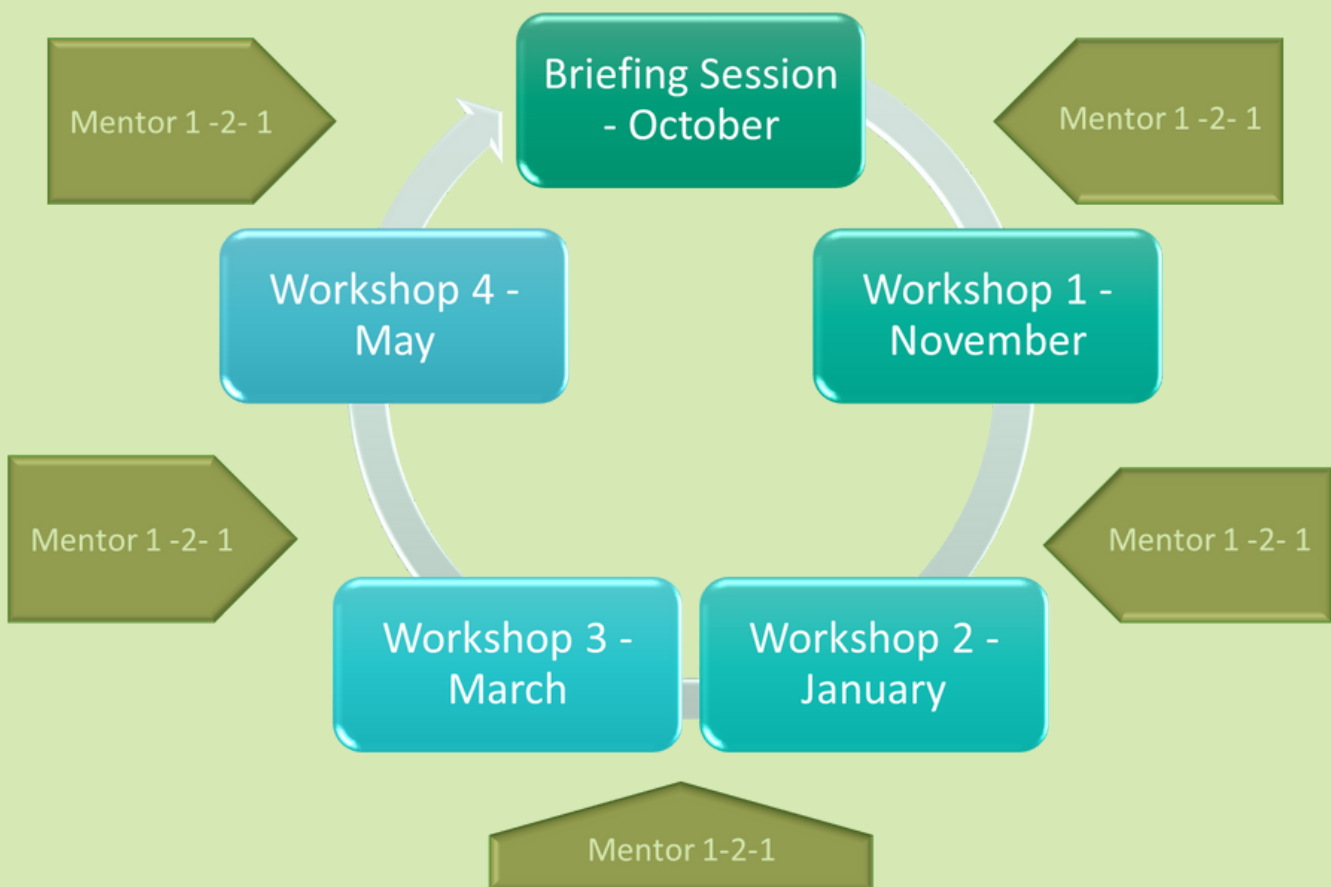 Briefing Session
- October
Mentor 1 -2- 1
Mentor 1 -2- 1
Workshop 4 -
May
Workshop 1 -
November
Mentor 1 -2- 1
Mentor 1 -2- 1
Workshop 3 -
March
Workshop 2 -
January
Mentor 1-2-1